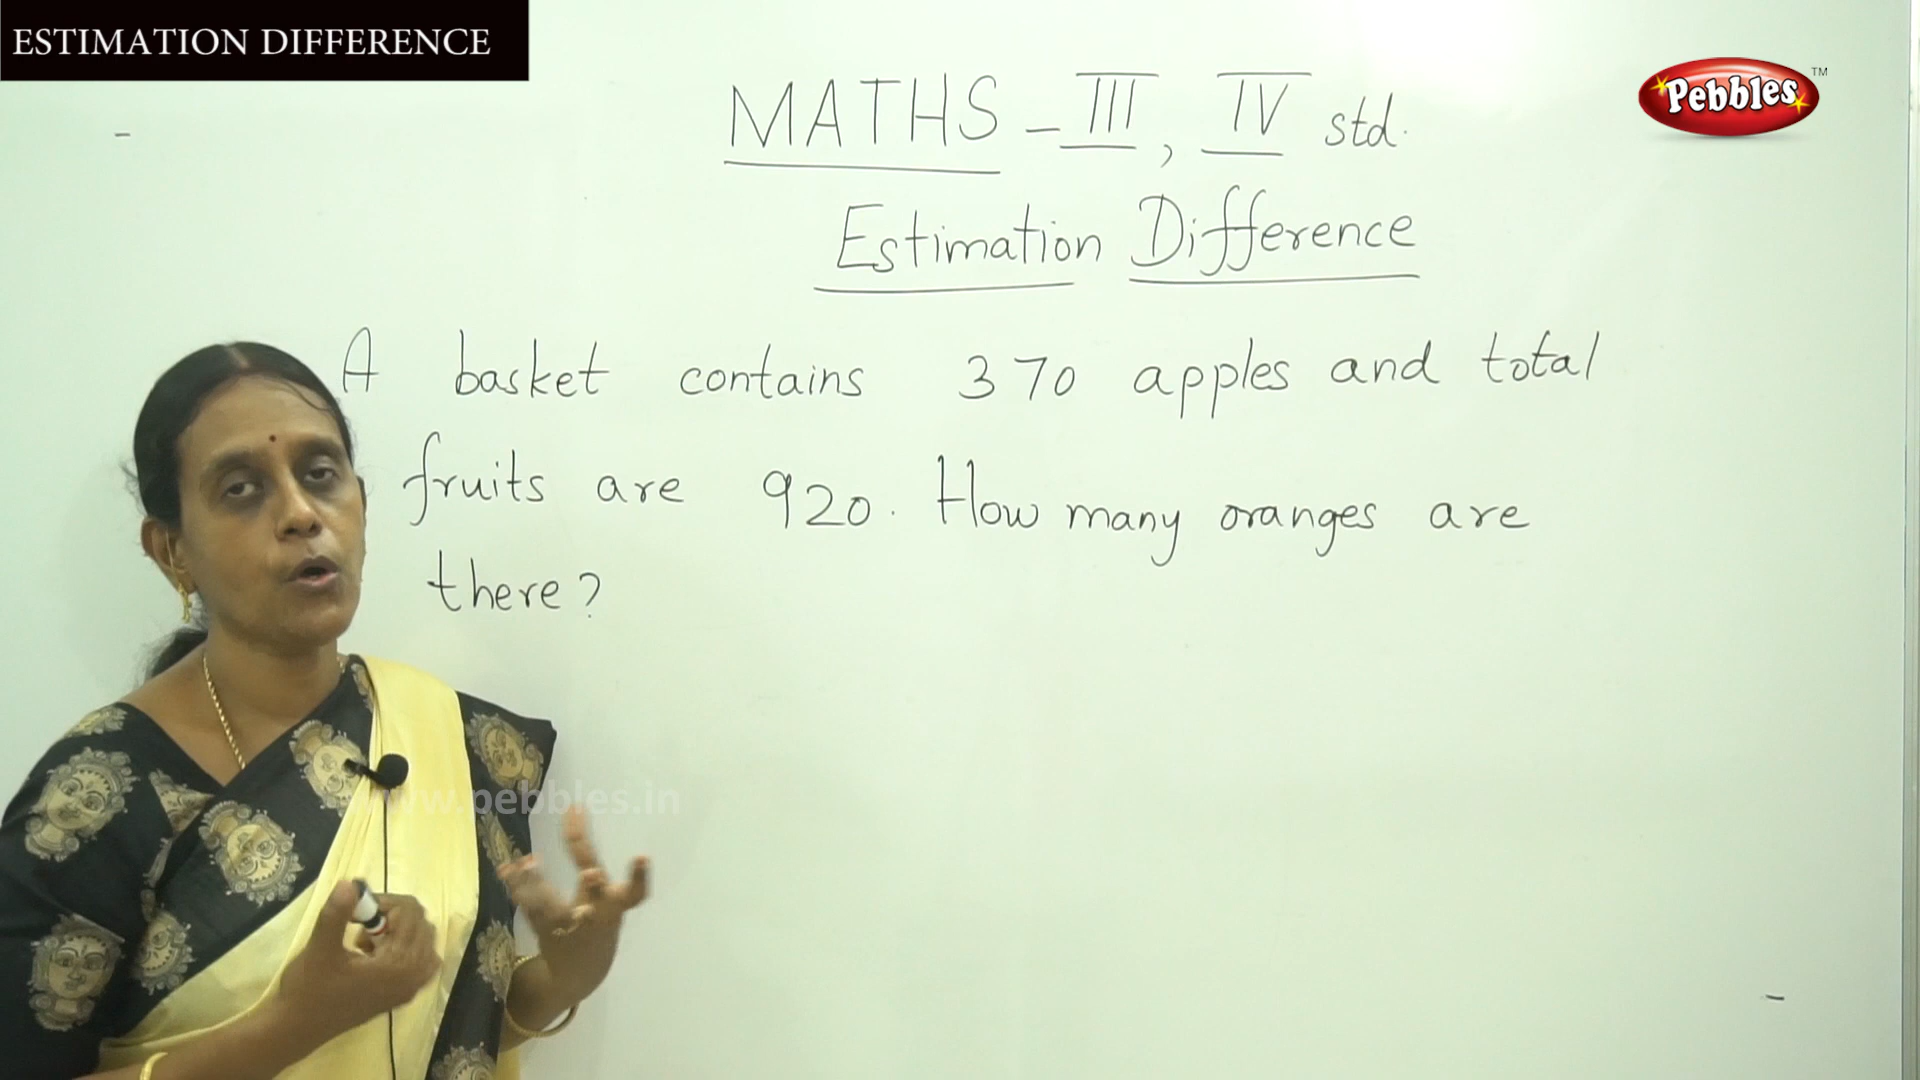 ESTIMATION DIFFERENCE
Pebbles TM
MATHS - III, IV std.
Estimation Difference
A basket contains 370 apples and total
fruits are 920. How many oranges are
there?
www.pebbles.in